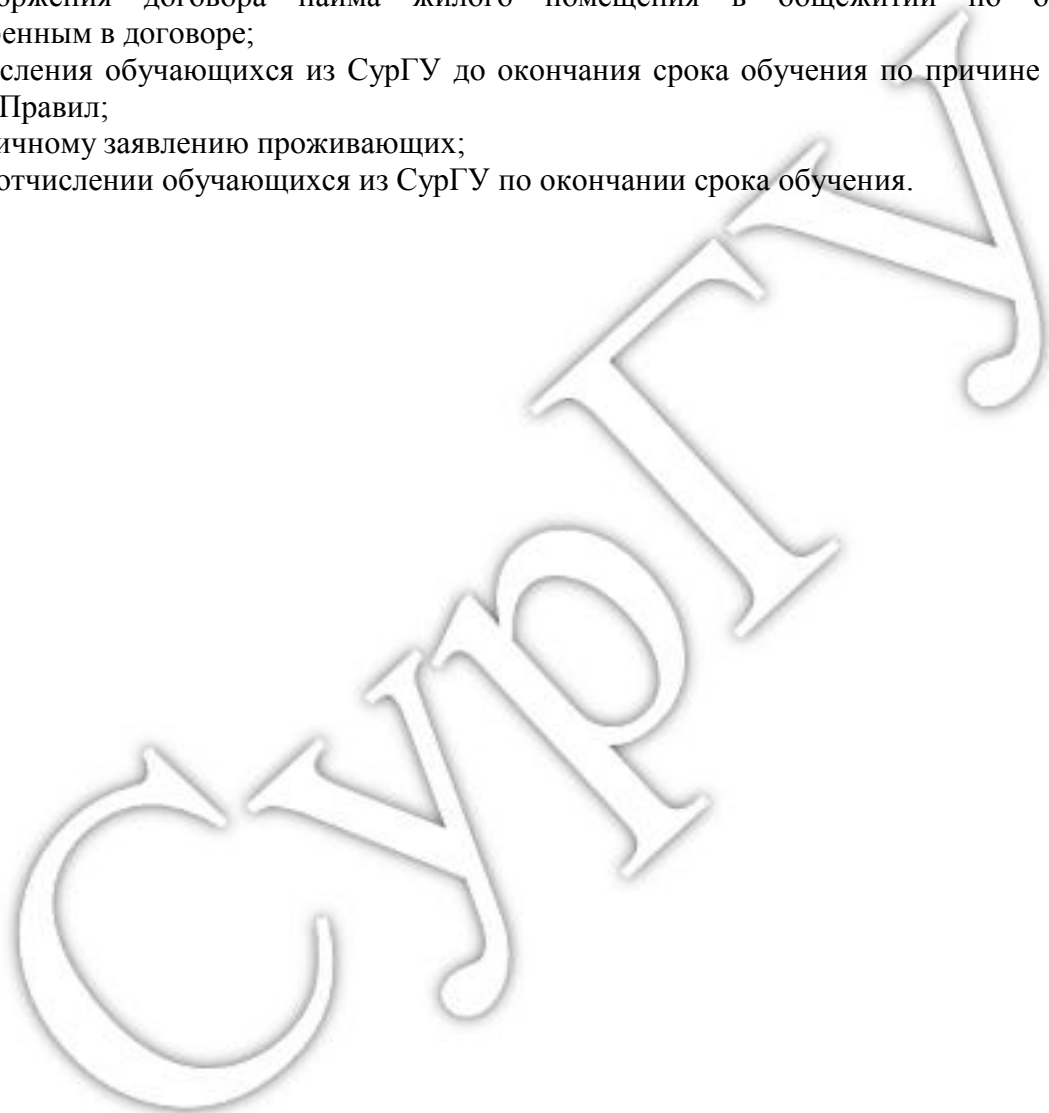 оржения договора найма жилого помещения в общежитии по о
енным в договоре;
сления обучающихся из СурГУ до окончания срока обучения по причине
Правил;
ичному заявлению проживающих;
отчислении обучающихся из СурГУ по окончании срока обучения.
СурГУ